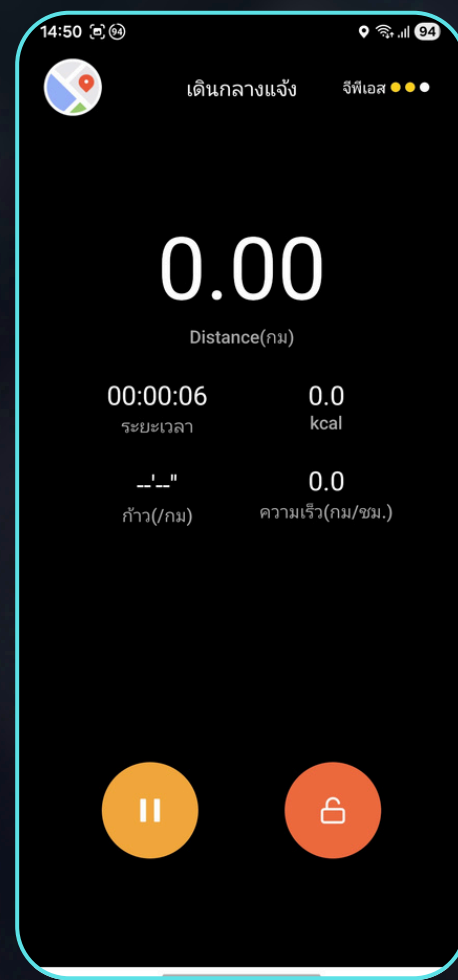 14:50 94 94
เดินกลางแจ้ง จีพีเอส
0.00
Distance(กม)
00:00:06 0.0
ระยะเวลา kcal
--'--" 0.0
ก้าว(/กม) ความเร็ว(กม/ชม.)